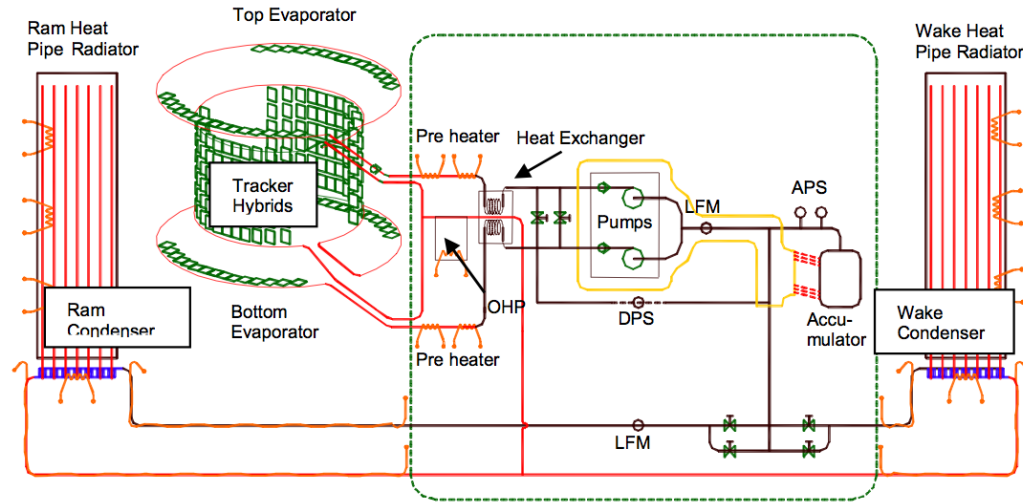 Ram Heat
Pipe Radiator
Top Evaporator
Wake Heat
Pipe Radiator
Pre heater
Heat Exchanger
Tracker
Hybrids
Pumps
LFM
APS
Ram
Condenser
Bottom
Evaporator
OHP
DPS
Accu-
mulator
Wake
Condenser
Pre heater
LFM